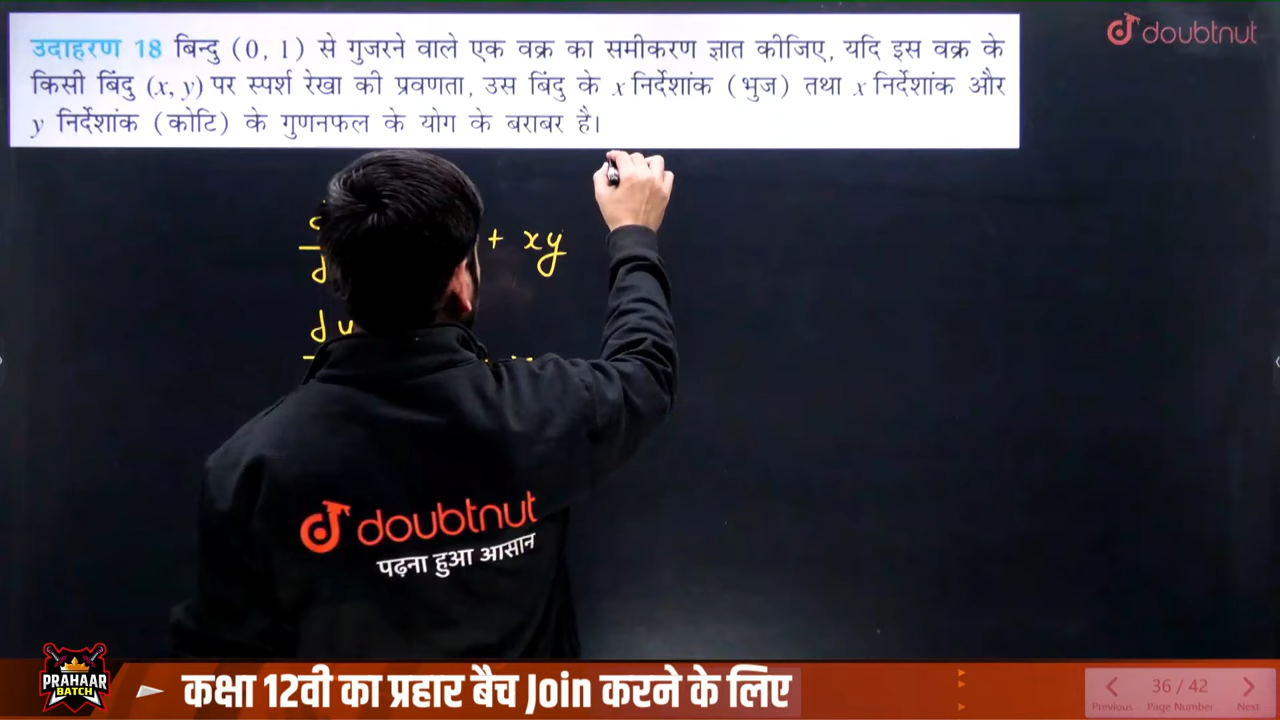 उदाहरण 18 बिन्दु (0, 1) से गुजरने वाले एक वक्र का समीकरण ज्ञात कीजिए, यदि इस वक्र के
किसी बिंदु (x, y) पर स्पर्श रेखा की प्रवणता, उस बिंदु के x निर्देशांक (भुज) तथा x निर्देशांक और
y निर्देशांक (कोटि) के गुणनफल के योग के बराबर है।
doubtnut
+ xy
doubtnut
पढ़ना हुआ आसान
PRAHAAR
BATCH
कक्षा 12वी का प्रहार बैच Join करने के लिए
36 / 42
Previous Page Number Next